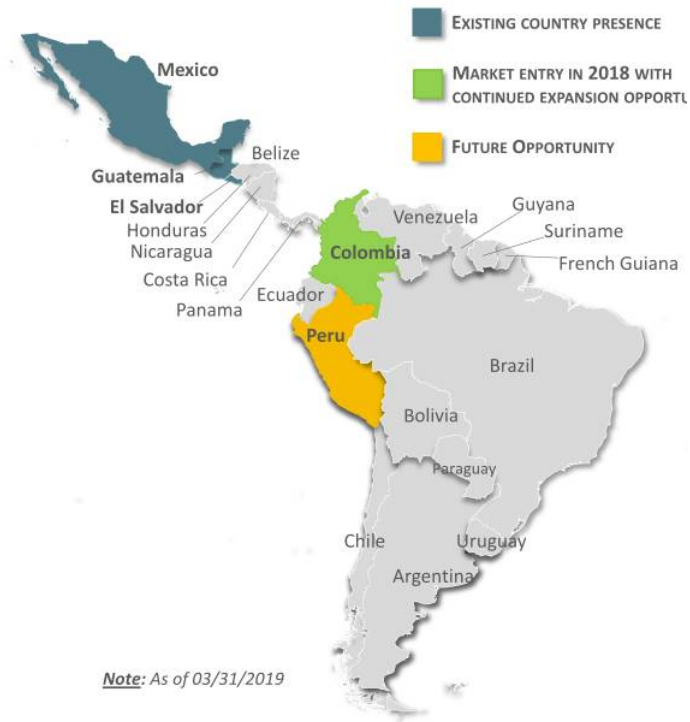 EXISTING COUNTRY PRESENCE
MARKET ENTRY IN 2018 WITH
CONTINUED EXPANSION OPPORTU
FUTURE OPPORTUNITY
Mexico
Belize
Guatemala
El Salvador
Honduras
Nicaragua
Costa Rica
Panama
Venezuela
Guyana
Suriname
French Guiana
Colombia
Ecuador
Peru
Brazil
Bolivia
Paraguay
Chile
Uruguay
Argentina
Note: As of 03/31/2019